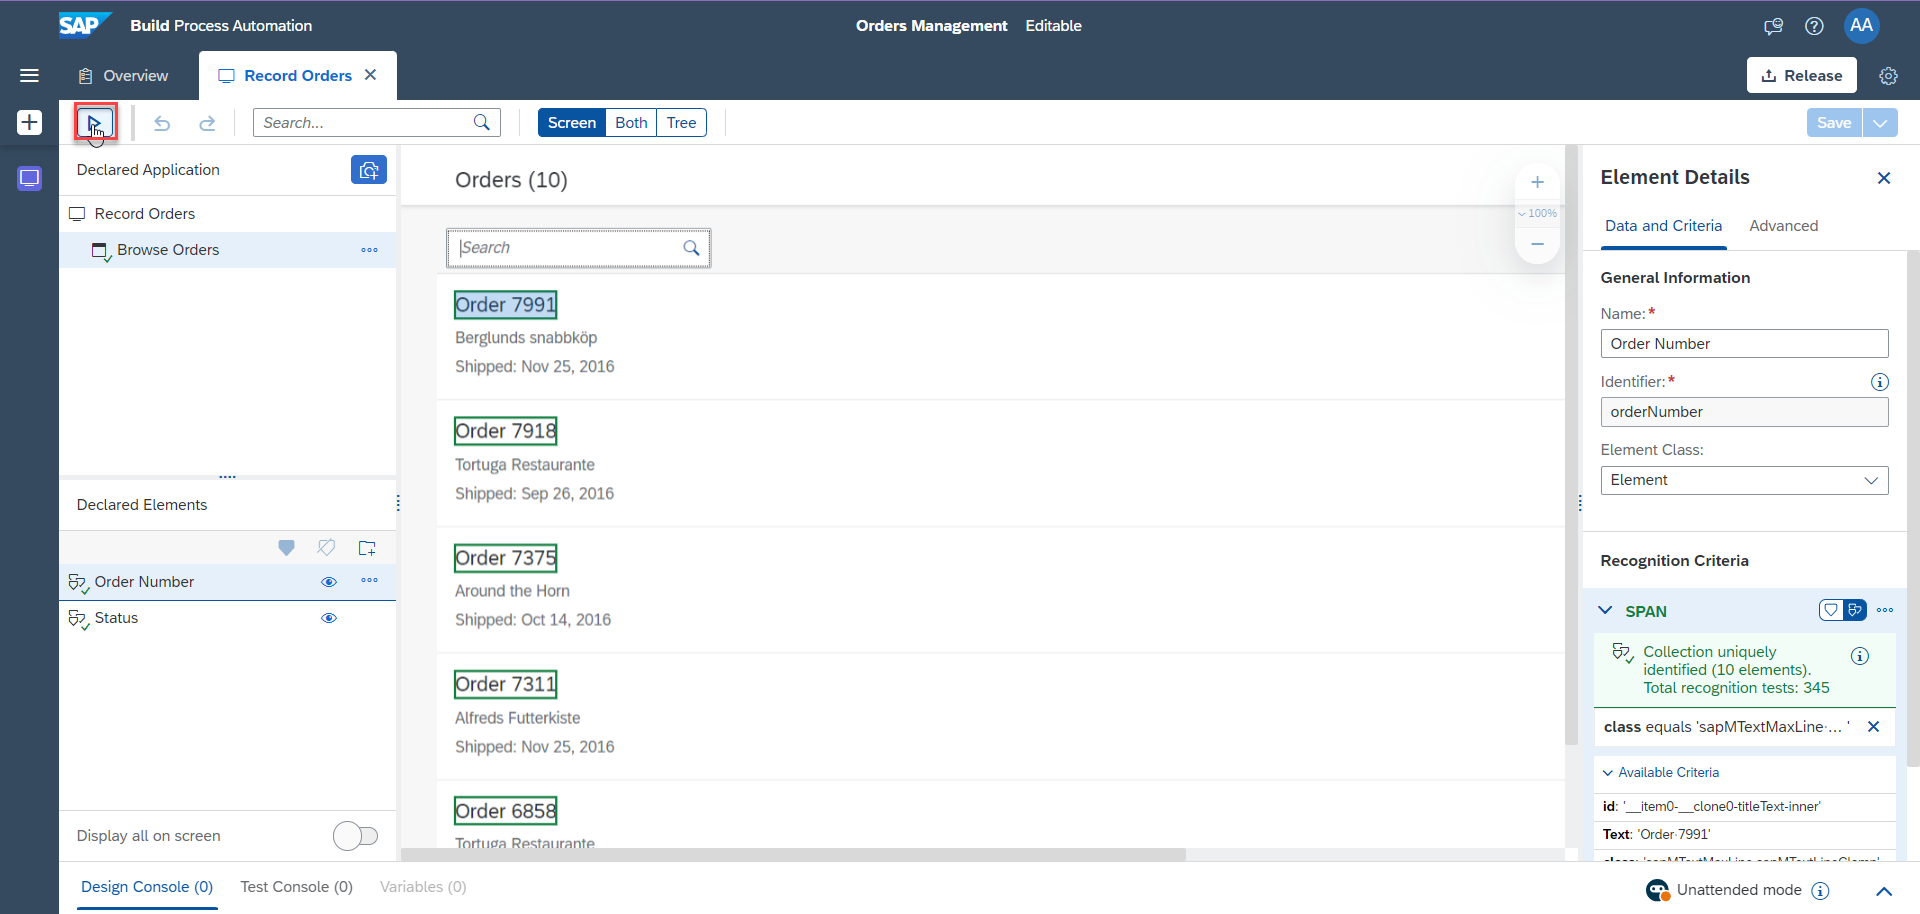 SAP Build Process Automation
Orders Management Editable
AA
Overview
Record Orders
Release
Search...
Screen Both Tree
Save
Declared Application
Record Orders
Browse Orders
Declared Elements
Order Number
Status
Display all on screen
Orders (10)
100%
Search
Order 7991
Berglunds snabbköp
Shipped: Nov 25, 2016
Order 7918
Tortuga Restaurante
Shipped: Sep 26, 2016
Order 7375
Around the Horn
Shipped: Oct 14, 2016
Order 7311
Alfreds Futterkiste
Shipped: Nov 25, 2016
Order 6858
Tortuga Restaurante
Element Details
Data and Criteria Advanced
General Information
Name:*
Order Number
Identifier:*
orderNumber
Element Class:
Element
Recognition Criteria
SPAN
Collection uniquely
identified (10 elements).
Total recognition tests: 345
class equals 'sapMTextMaxLine·... '
Available Criteria
id: '__item0-__clone0-titleText-inner'
Text: 'Order·7991'
class: 'sapMTextMaxLine·sapMTextLineClamp'
Design Console (0) Test Console (0) Variables (0)
Unattended mode